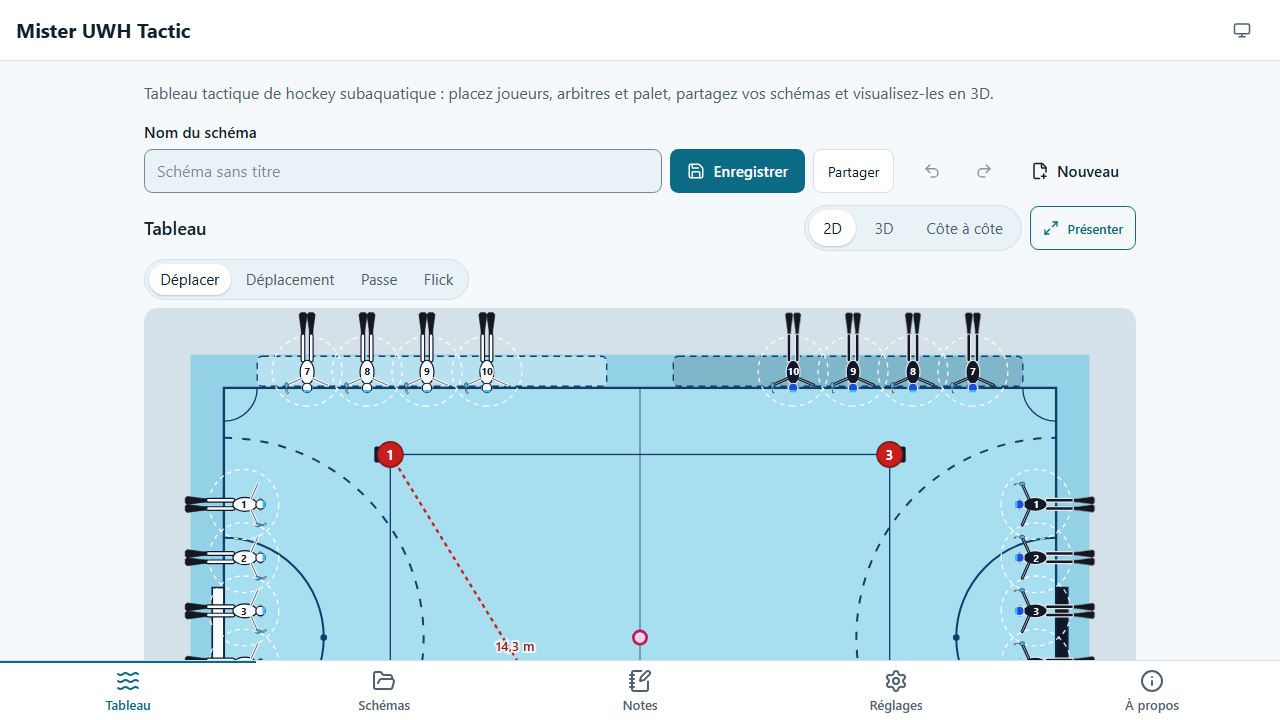 Mister UWH Tactic
Tableau tactique de hockey subaquatique : placez joueurs, arbitres et palet, partagez vos schémas et visualisez-les en 3D.
Nom du schéma
Schéma sans titre
Enregistrer
Partager
Nouveau
Tableau
2D
3D
Côte à côte
Présenter
Déplacer
Déplacement
Passe
Flick
7 8 9 10 10 9 8 7
1 3
1 1
2 2
3 3
14,3 m
Tableau
Schémas
Notes
Réglages
À propos